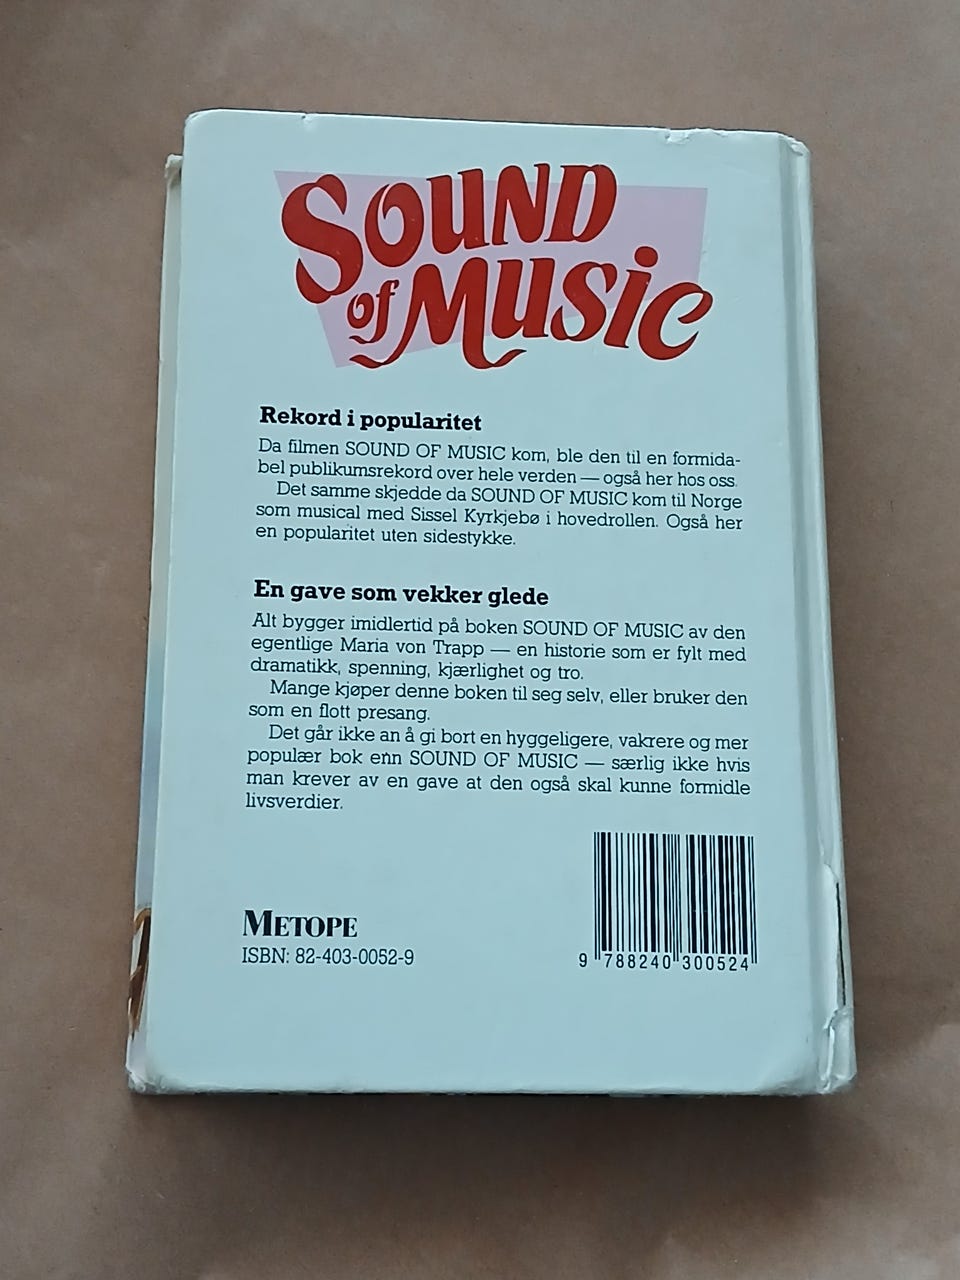 SOUND
of MUSIC
Rekord i popularitet
Da filmen SOUND OF MUSIC kom, ble den til en formida-
bel publikumsrekord over hele verden — også her hos oss.
Det samme skjedde da SOUND OF MUSIC kom til Norge
som musical med Sissel Kyrkjebø i hovedrollen. Også her
en popularitet uten sidestykke.
En gave som vekker glede
Alt bygger imidlertid på boken SOUND OF MUSIC av den
egentlige Maria von Trapp — en historie som er fylt med
dramatikk, spenning, kjærlighet og tro.
Mange kjøper denne boken til seg selv, eller bruker den
som en flott presang.
Det går ikke an å gi bort en hyggeligere, vakrere og mer
populær bok enn SOUND OF MUSIC — særlig ikke hvis
man krever av en gave at den også skal kunne formidle
livsverdier.
METOPE
ISBN: 82-403-0052-9
9 788240 300524